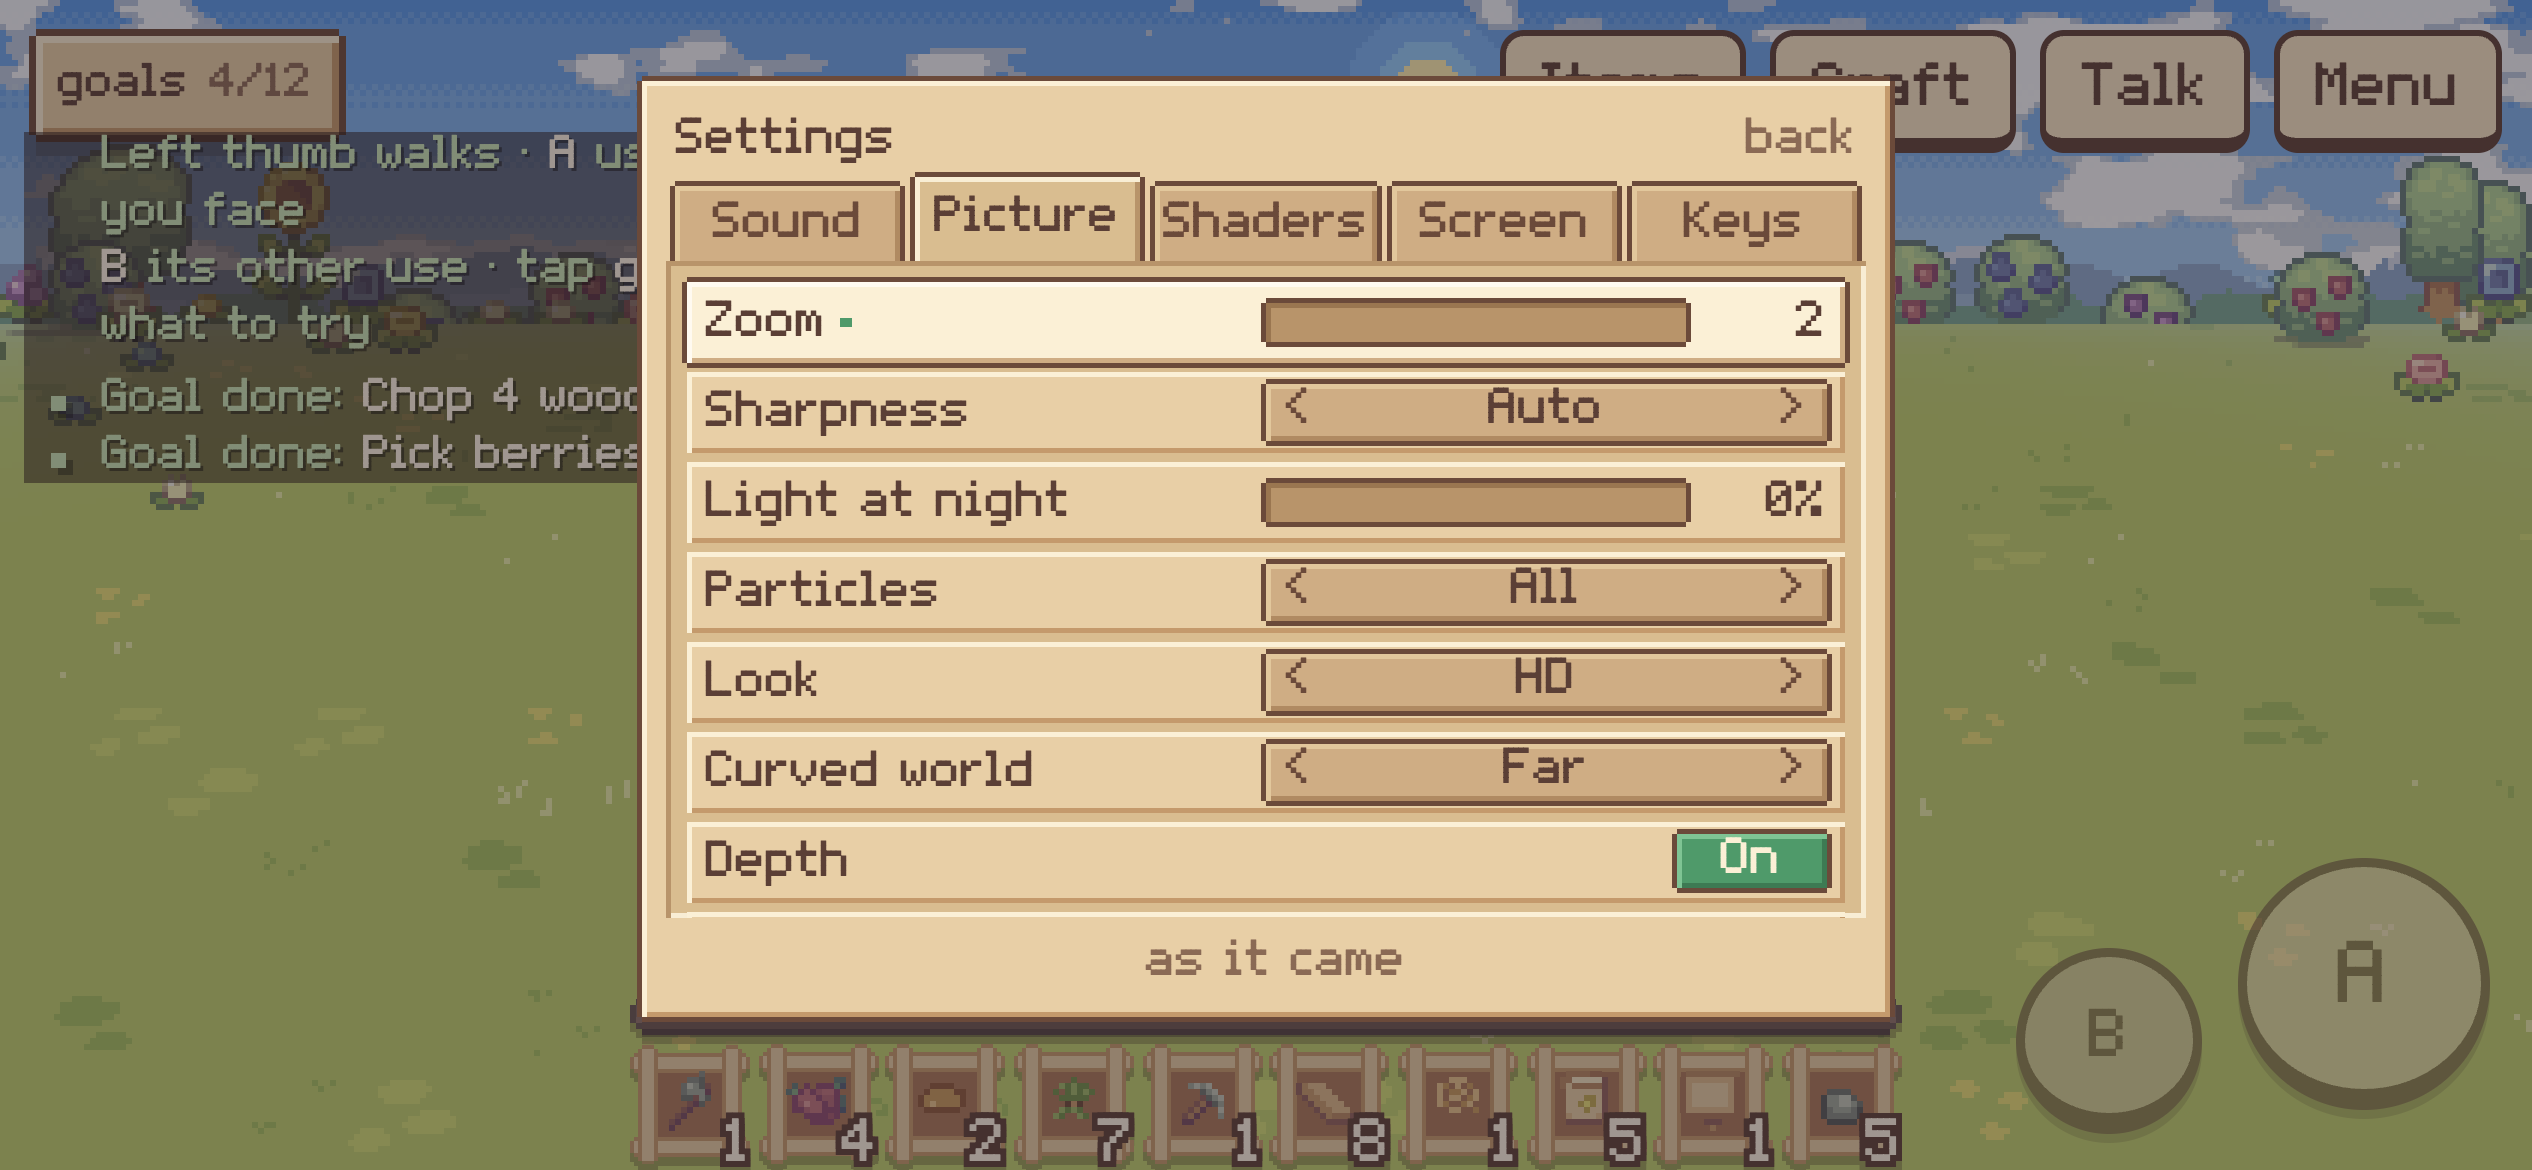 goals 4/12
Items
Craft
Talk
Menu
Left thumb walks · A us
you face
B its other use · tap g
what to try
Goal done: Chop 4 wood
Goal done: Pick berries
Settings
back
Sound
Picture
Shaders
Screen
Keys
Zoom
2
Sharpness
< Auto >
Light at night
0%
Particles
< All >
Look
< HD >
Curved world
< Far >
Depth
On
as it came
B
A
1
4
2
7
1
8
1
5
1
5